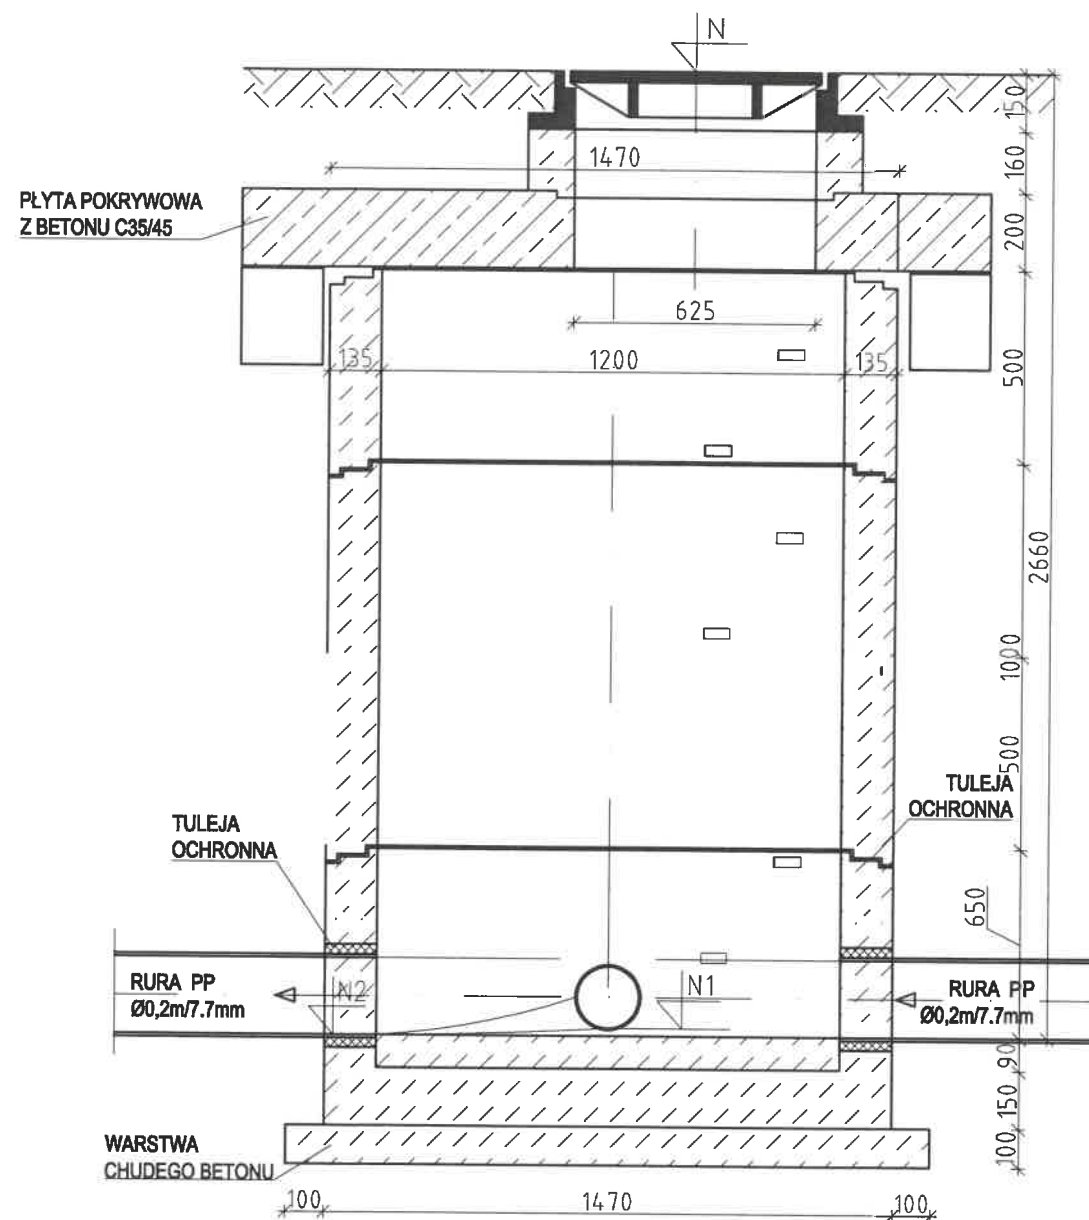 N
150
1470
160
PŁYTA POKRYWOWA
Z BETONU C35/45
200
625
135
1200
135
500
2660
1000
500
TULEJA
OCHRONNA
TULEJA
OCHRONNA
650
RURA PP
Ø0,2m/7.7mm
N2
N1
RURA PP
Ø0,2m/7.7mm
90
150
WARSTWA
CHUDEGO BETONU
100
100
1470
100